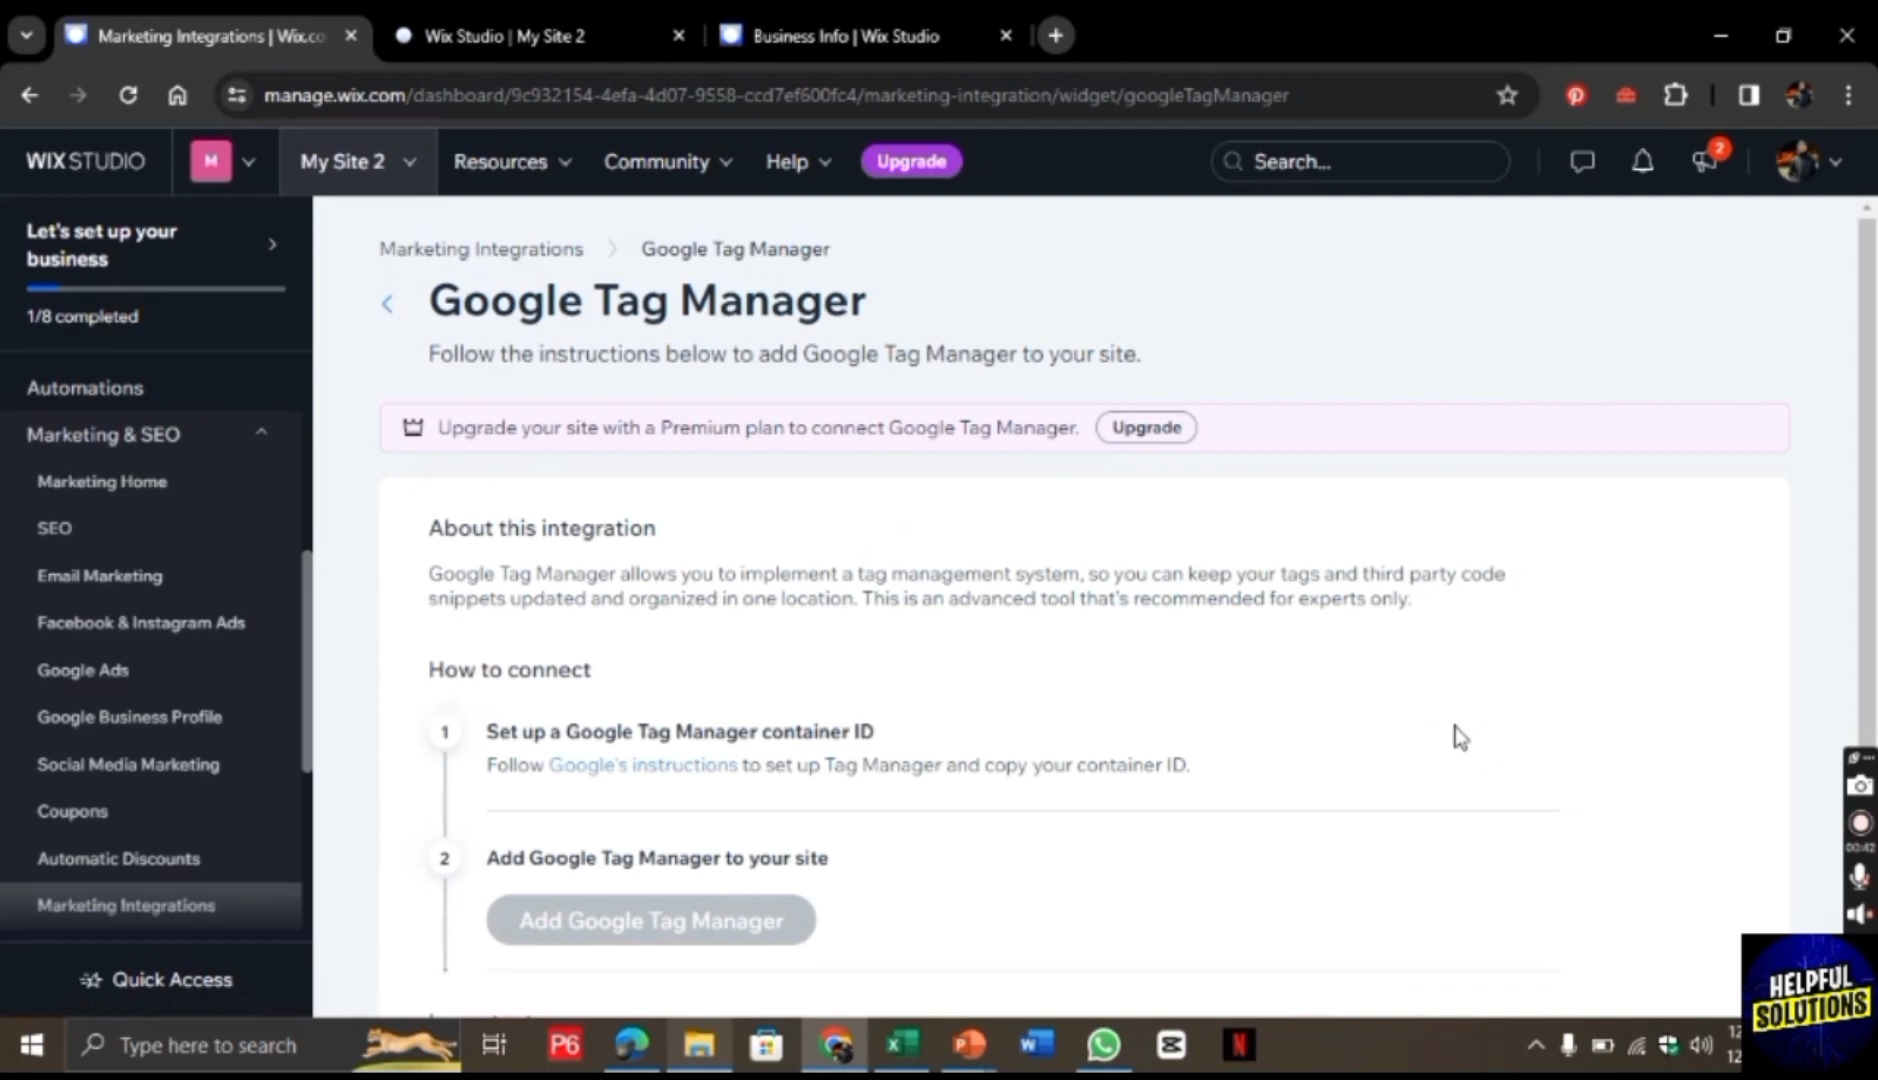 Marketing Integrations | Wix.co
Wix Studio | My Site 2
Business Info | Wix Studio
manage.wix.com/dashboard/9c932154-4efa-4d07-9558-ccd7ef600fc4/marketing-integration/widget/googleTagManager
WIX STUDIO
M
My Site 2
Resources
Community
Help
Upgrade
Search...
2
Let's set up your
business
1/8 completed
Automations
Marketing & SEO
Marketing Home
SEO
Email Marketing
Facebook & Instagram Ads
Google Ads
Google Business Profile
Social Media Marketing
Coupons
Automatic Discounts
Marketing Integrations
Quick Access
Marketing Integrations
Google Tag Manager
Google Tag Manager
Follow the instructions below to add Google Tag Manager to your site.
Upgrade your site with a Premium plan to connect Google Tag Manager.
Upgrade
About this integration
Google Tag Manager allows you to implement a tag management system, so you can keep your tags and third party code
snippets updated and organized in one location. This is an advanced tool that's recommended for experts only.
How to connect
1
Set up a Google Tag Manager container ID
Follow Google's instructions to set up Tag Manager and copy your container ID.
2
Add Google Tag Manager to your site
Add Google Tag Manager
00:42
HELPFUL
SOLUTIONS
Type here to search
P6